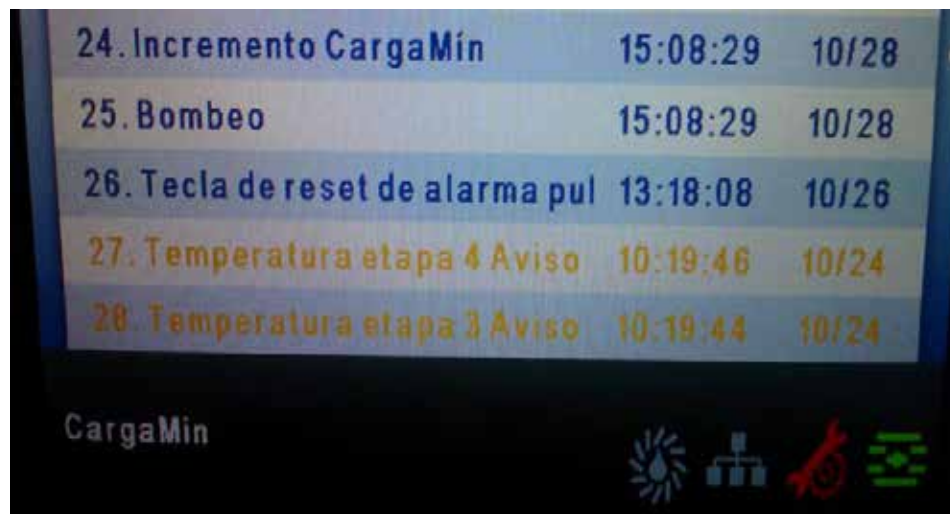 24. Incremento CargaMín 15:08:29 10/28
25. Bombeo 15:08:29 10/28
26. Tecla de reset de alarma pul 13:18:08 10/26
27. Temperatura etapa 4 Aviso 10:19:46 10/24
28. Temperatura etapa 3 Aviso 10:19:44 10/24
CargaMin